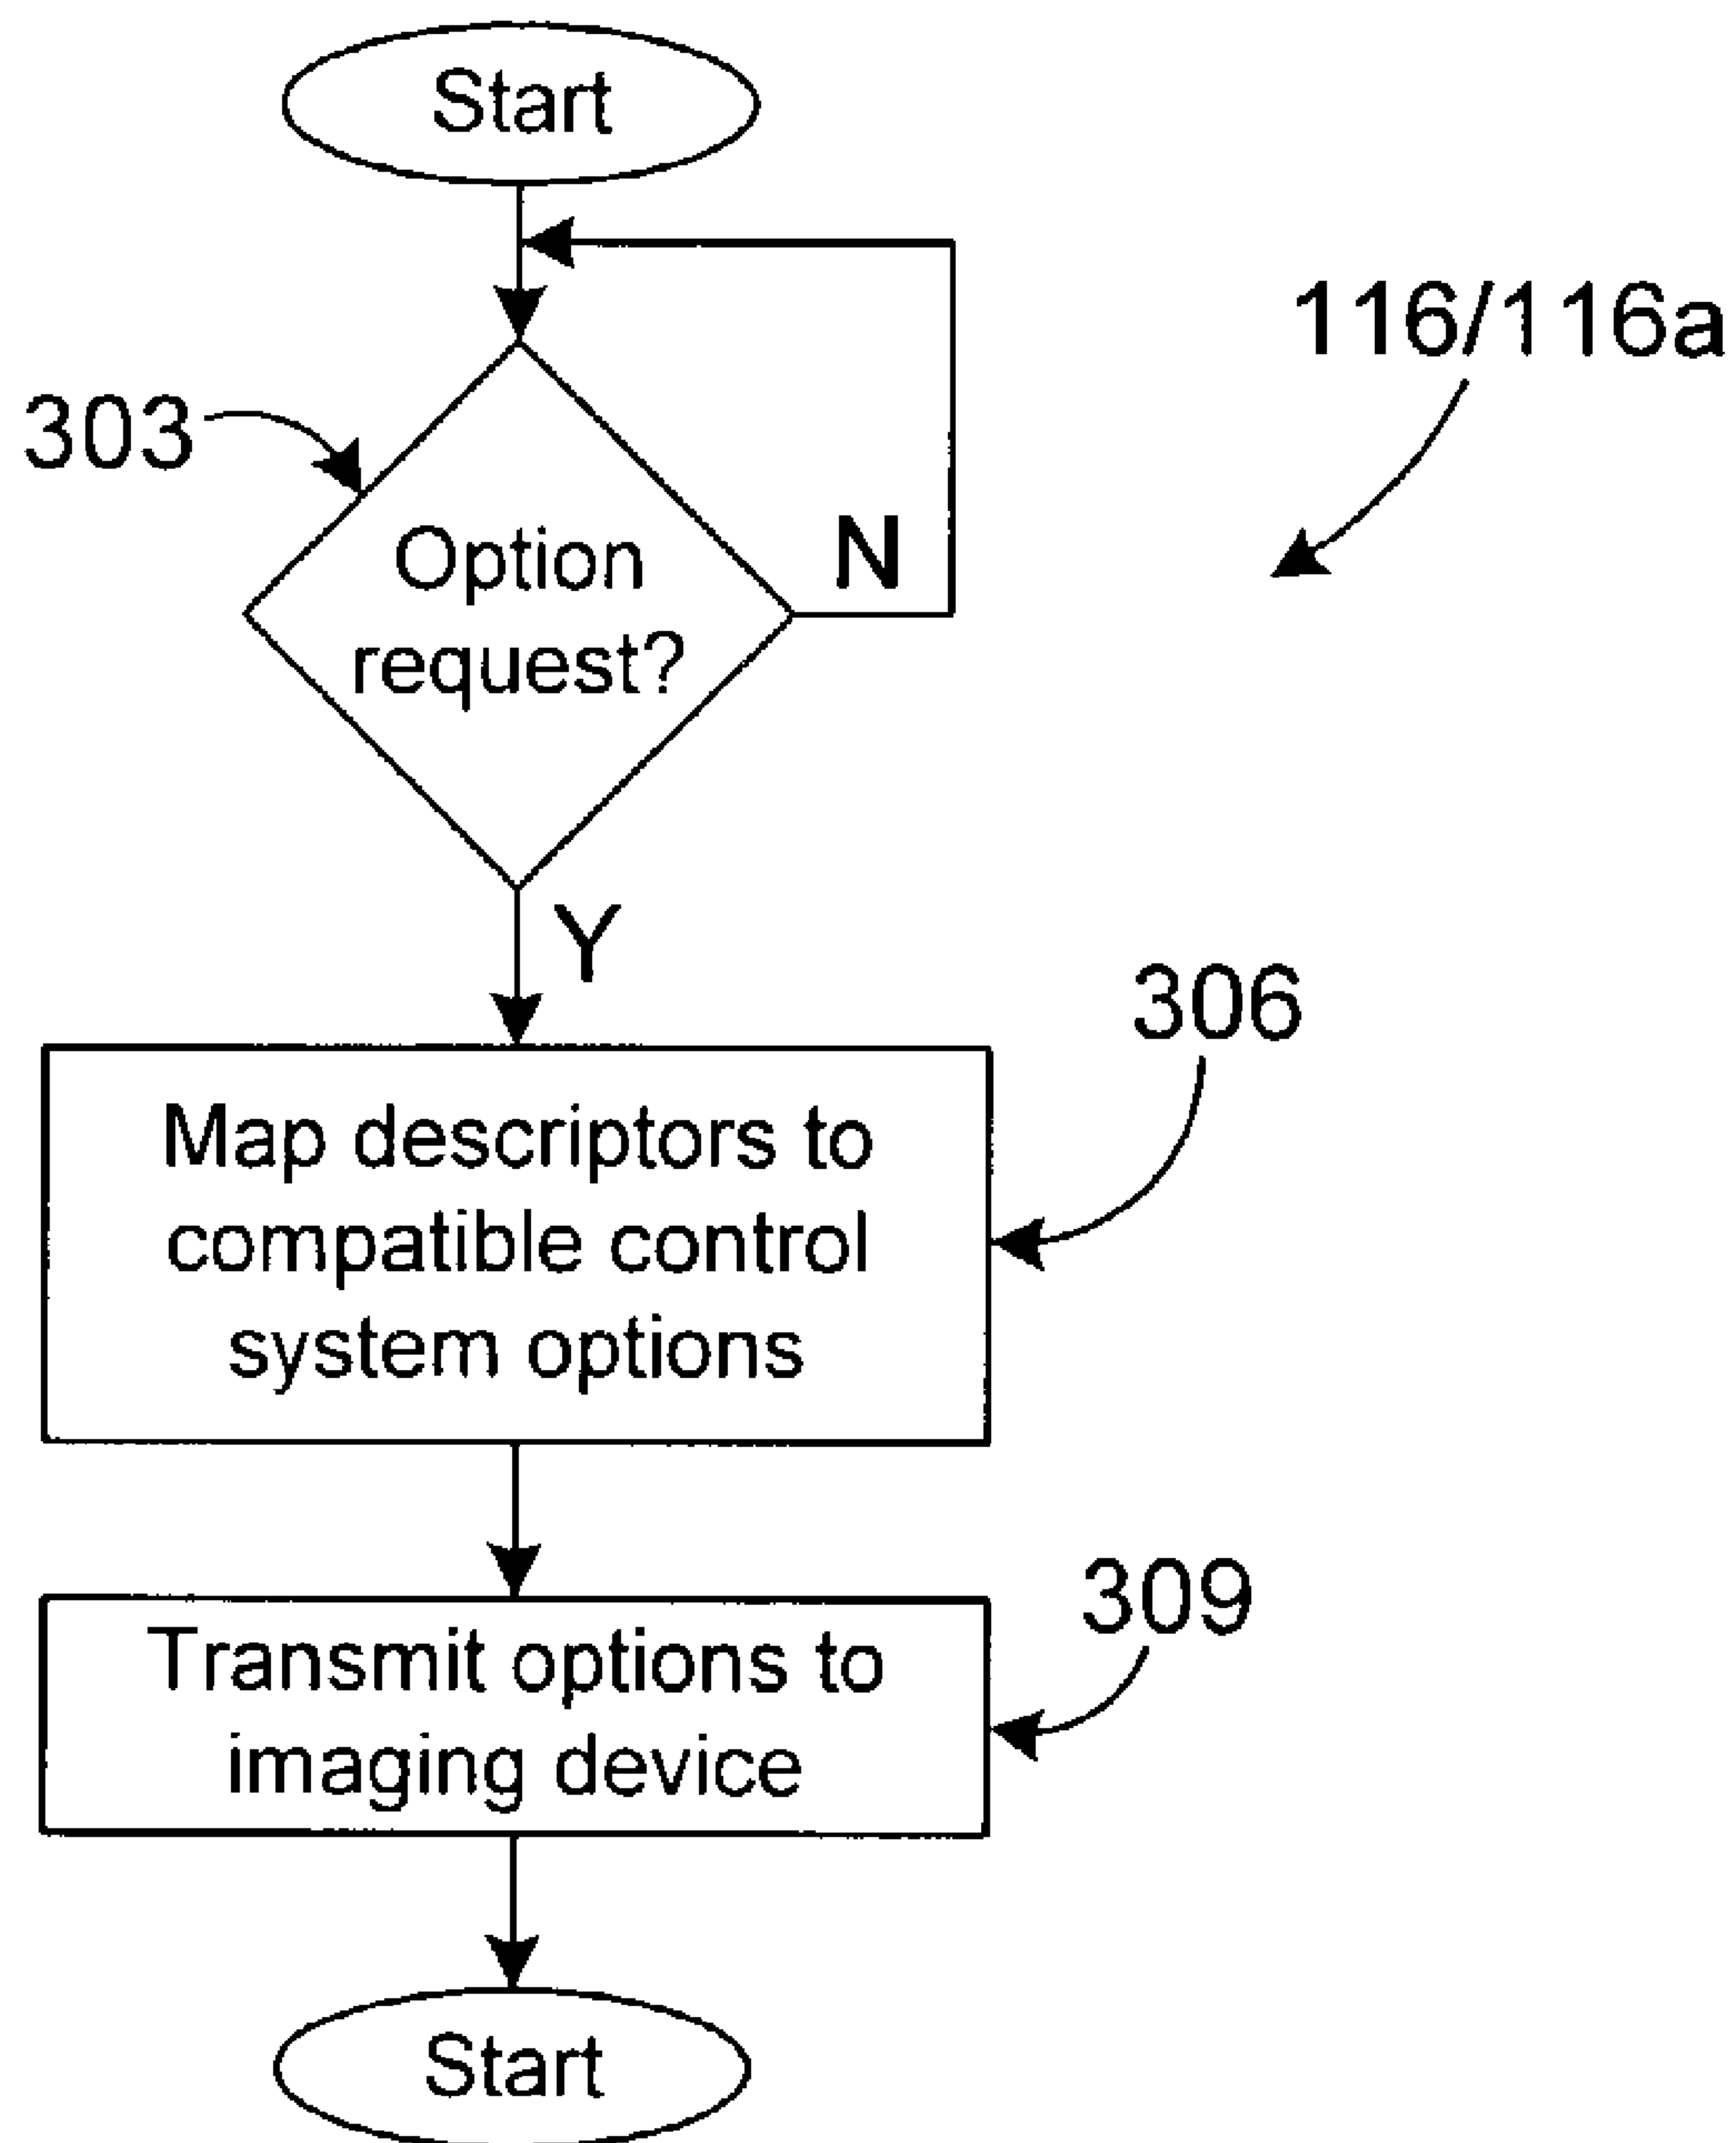 Start
116/116a
303
Option
request?
N
Y
306
Map descriptors to
compatible control
system options
309
Transmit options to
imaging device
Start